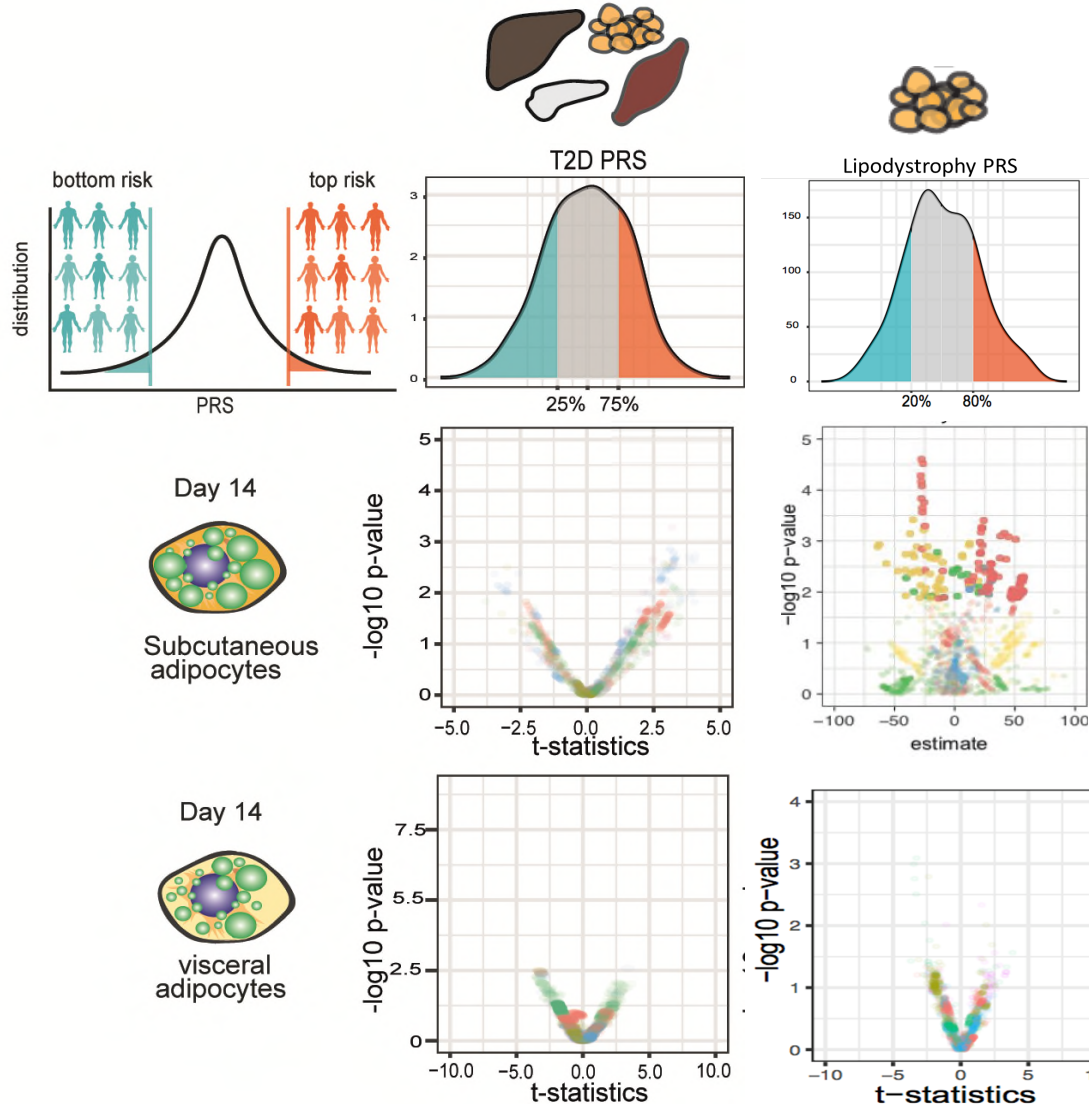 T2D PRS
Lipodystrophy PRS
bottom risk
top risk
distribution
PRS
3
2
1
0
25% 75%
150
100
50
0
20% 80%
Day 14
Subcutaneous
adipocytes
-log10 p-value
5
4
3
2
1
0
−5.0 −2.5 0.0 2.5 5.0
t-statistics
−log10 p−value
5
4
3
2
1
0
−100 −50 0 50 100
estimate
Day 14
visceral
adipocytes
-log10 p-value
7.5
5.5
2.5
0
−10.0 −5.0 0.0 5.0 10.0
t-statistics
−log10 p−value
4
3
2
1
0
−10 −5 0 5
t−statistics